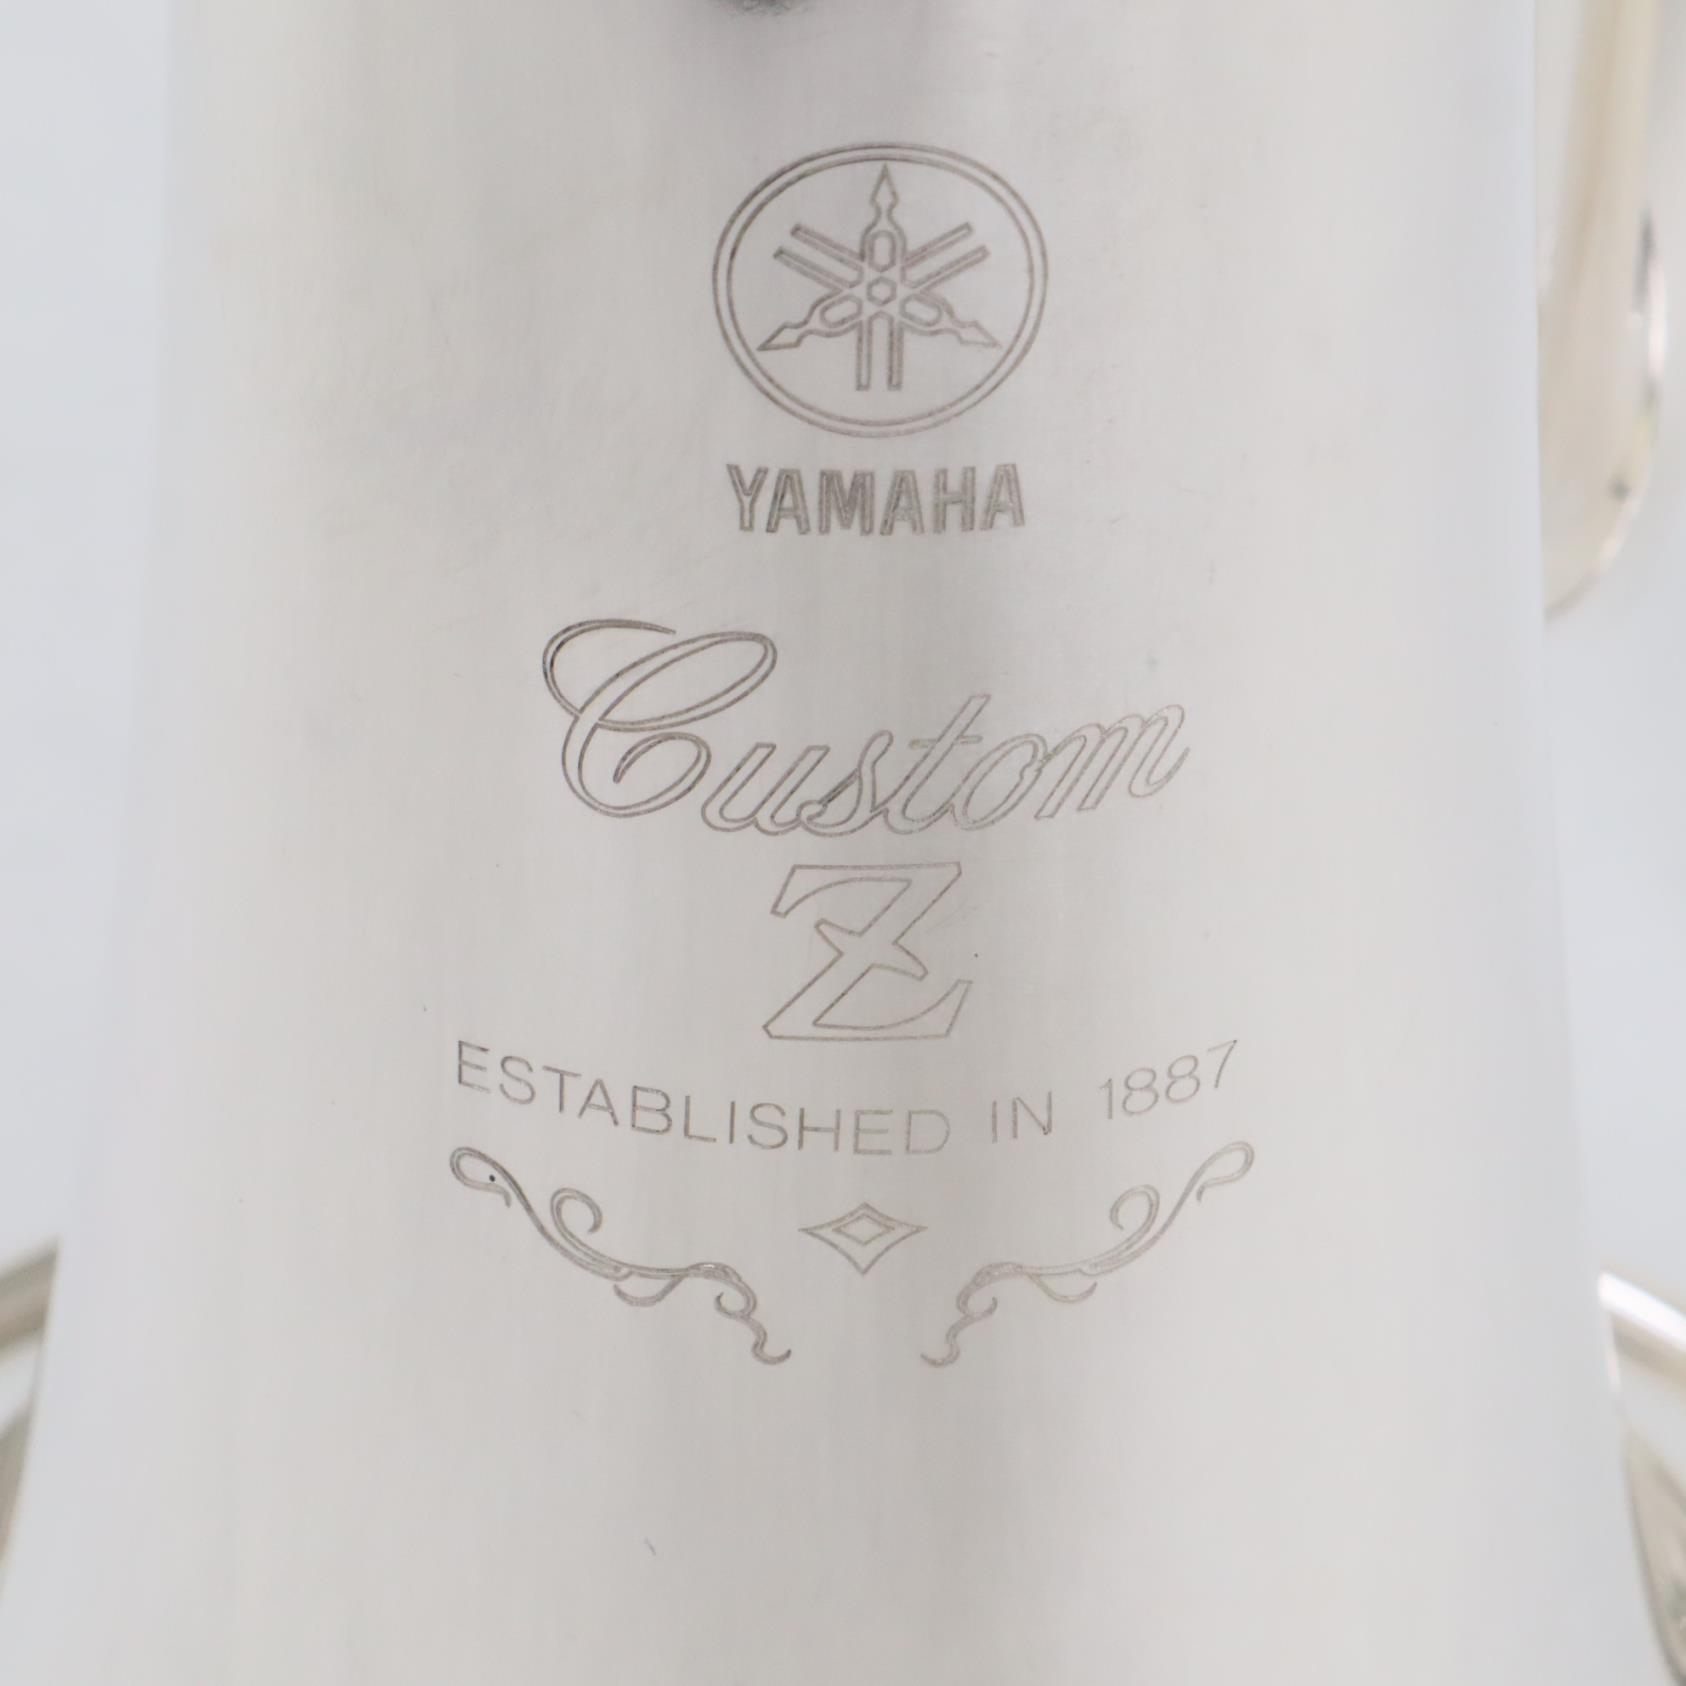 YAMAHA
Custom
Z
ESTABLISHED IN 1887